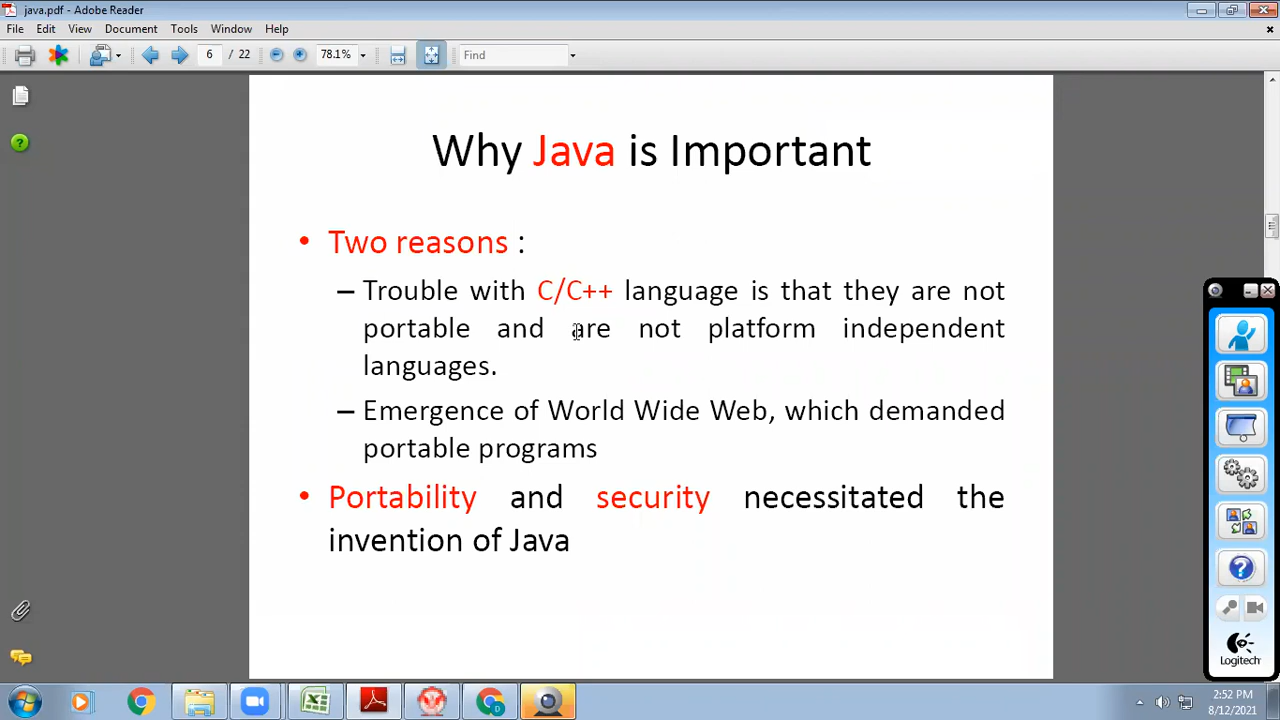 java.pdf - Adobe Reader
File Edit View Document Tools Window Help
6 / 22 78.1% Find
Why Java is Important
• Two reasons :
– Trouble with C/C++ language is that they are not
portable and are not platform independent
languages.
– Emergence of World Wide Web, which demanded
portable programs
• Portability and security necessitated the
invention of Java
Logitech
2:52 PM
8/12/2021